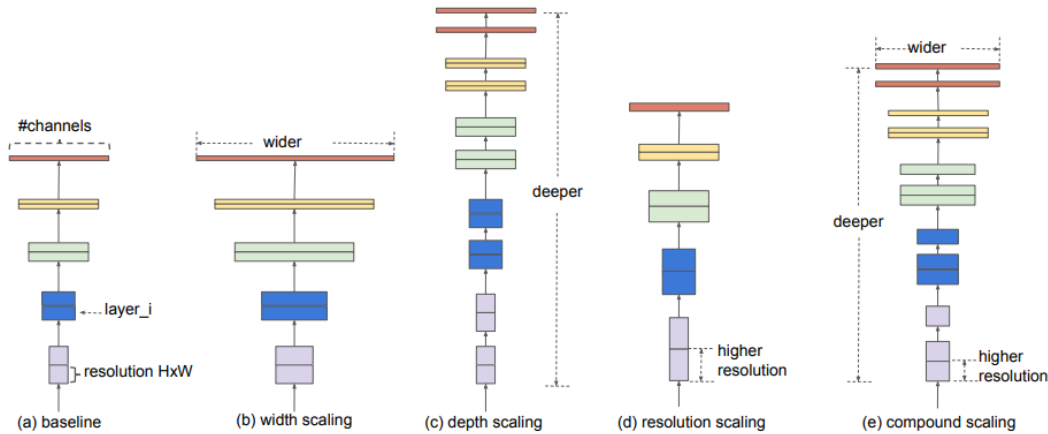 #channels
layer_i
resolution HxW
(a) baseline
wider
(b) width scaling
deeper
(c) depth scaling
higher
resolution
(d) resolution scaling
wider
deeper
higher
resolution
(e) compound scaling